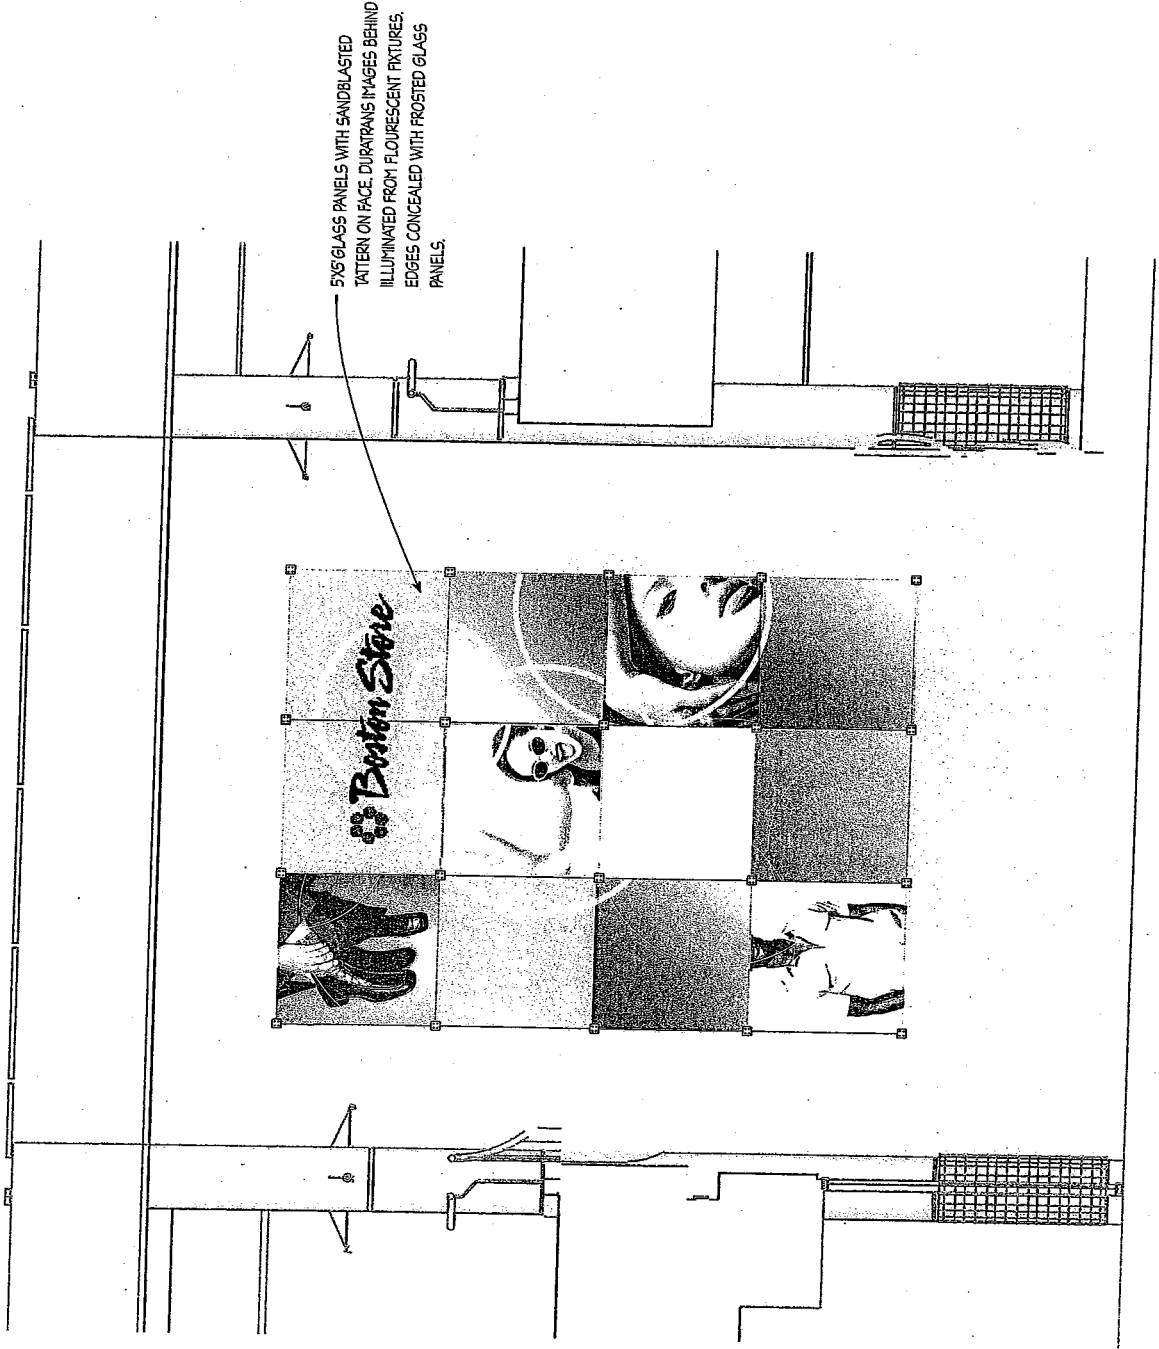 5'X5' GLASS PANELS WITH SANDBLASTED
TATTERN ON FACE. DURATRANS IMAGES BEHIND
IILLUMINATED FROM FLOURESCENT FIXTURES.
EDGES CONCEALED WITH FROSTED GLASS
PANELS.
Boston Store